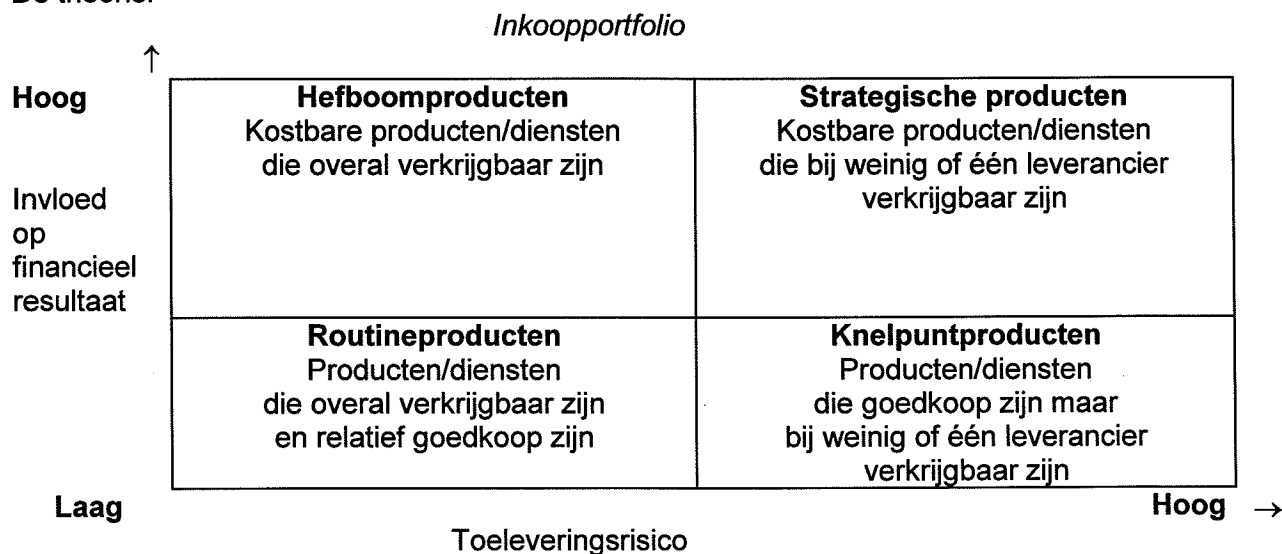 Inkoopportfolio
↑
Hoog
Invloed
op
financieel
resultaat
Hefboomproducten
Kostbare producten/diensten
die overal verkrijgbaar zijn
Strategische producten
Kostbare producten/diensten
die bij weinig of één leverancier
verkrijgbaar zijn
Routineproducten
Producten/diensten
die overal verkrijgbaar zijn
en relatief goedkoop zijn
Knelpuntproducten
Producten/diensten
die goedkoop zijn maar
bij weinig of één leverancier
verkrijgbaar zijn
Laag
Hoog →
Toeleveringsrisico